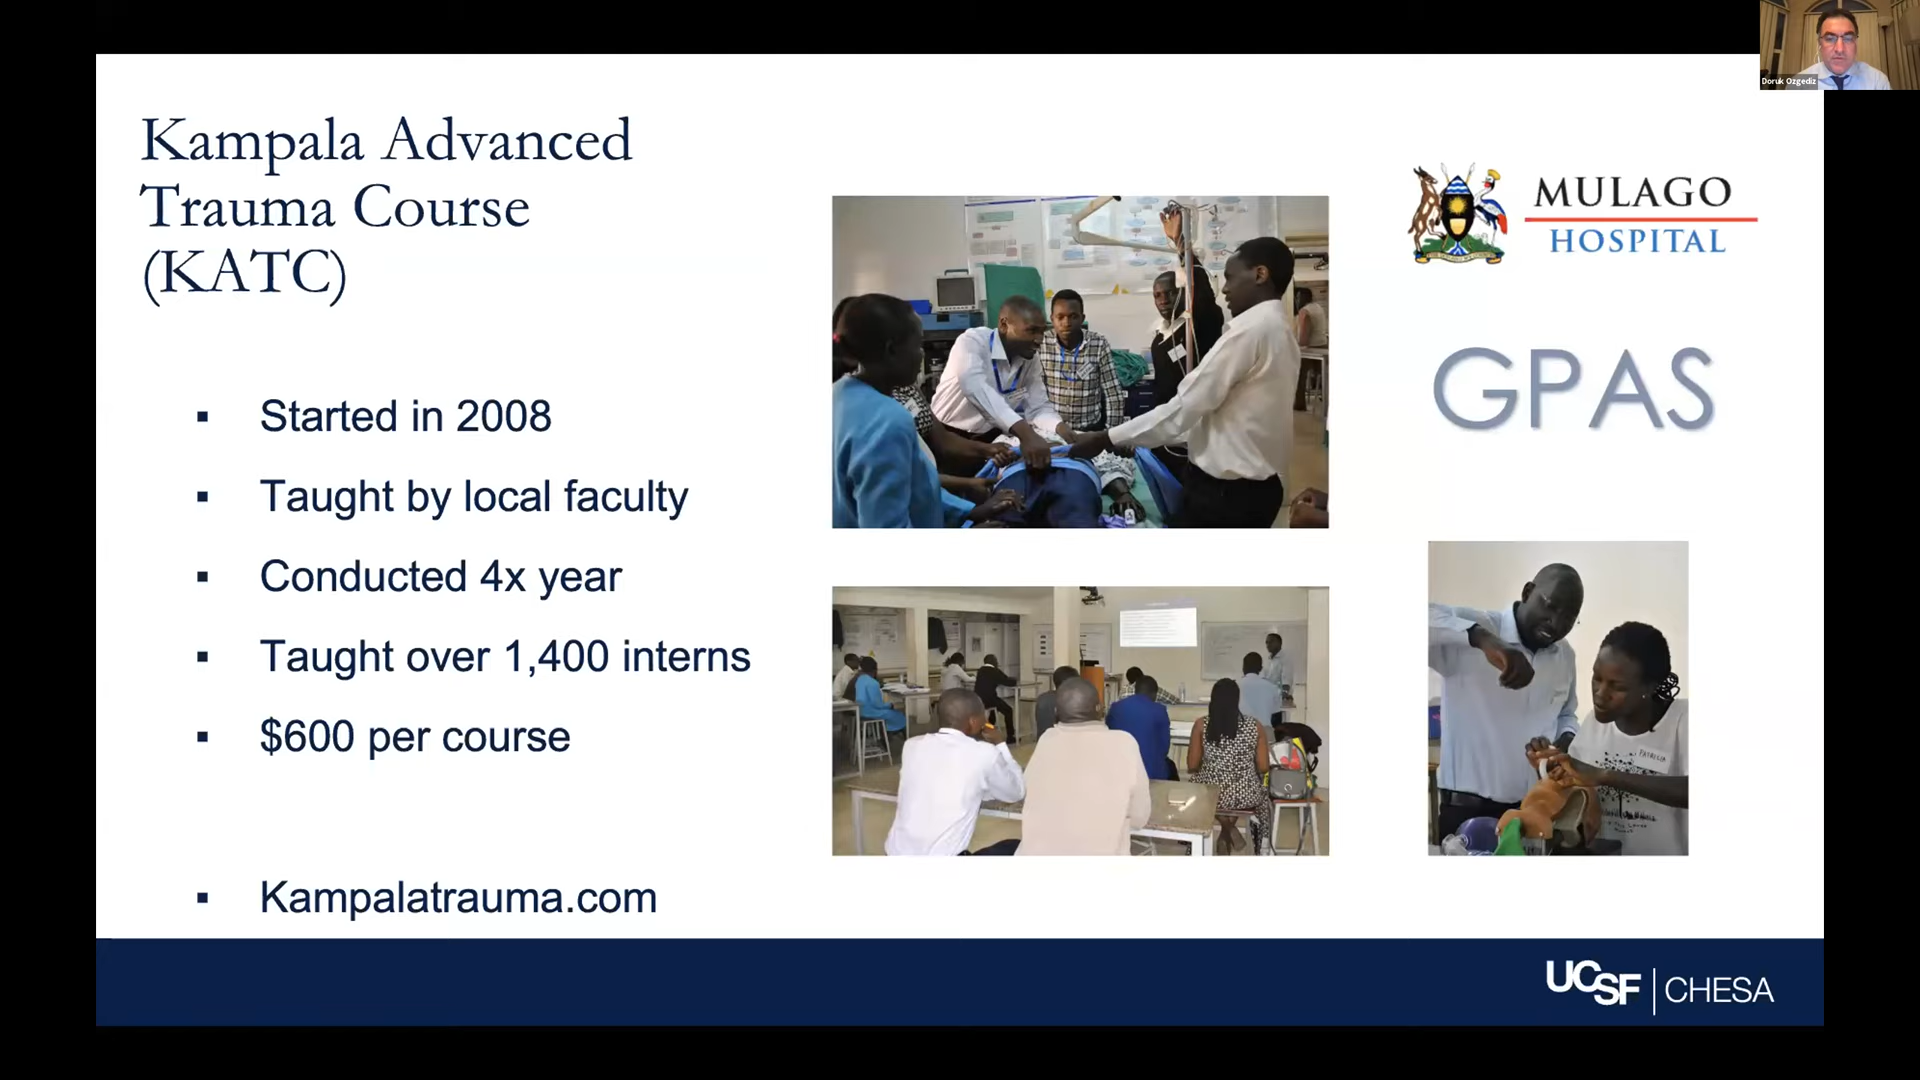 Doruk Ozgediz
Kampala Advanced
Trauma Course
(KATC)
▪ Started in 2008
▪ Taught by local faculty
▪ Conducted 4x year
▪ Taught over 1,400 interns
▪ $600 per course
▪ Kampalatrauma.com
MULAGO
HOSPITAL
GPAS
PATRICIA
UCSF | CHESA